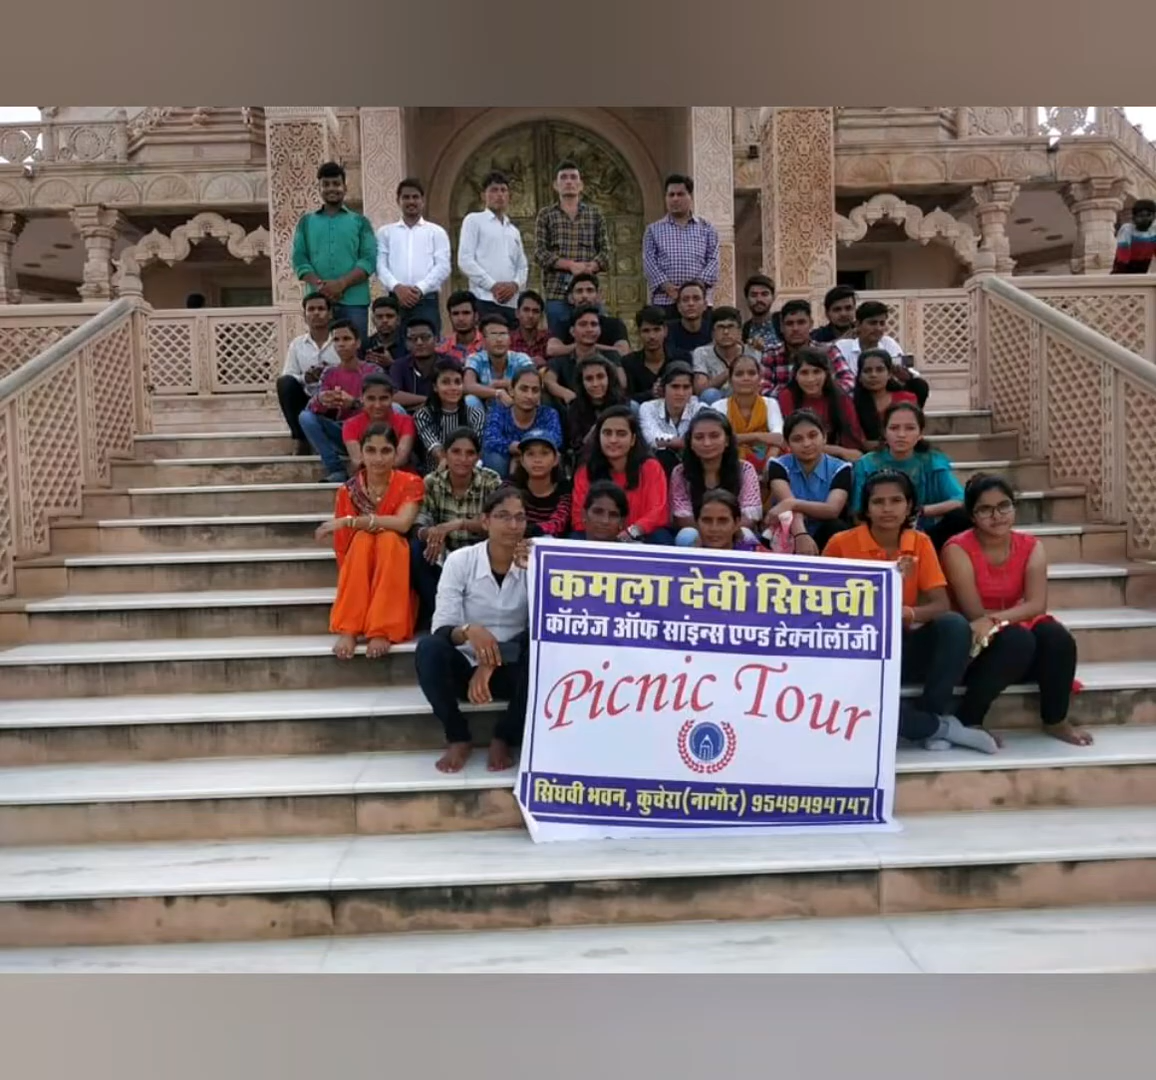 कमला देवी सिंघवी
कॉलेज ऑफ सांइन्स एण्ड टेक्नोलॉजी
Picnic Tour
सिंघवी भवन, कुचेरा(नागौर) 9549494747